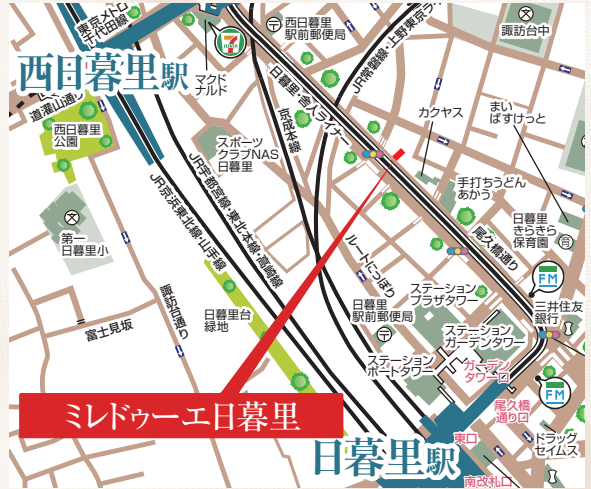 東京メトロ
千代田線
7
ELEVEN
西日暮里
駅前郵便局
諏訪台中
西日暮里駅
マクド
ナルド
道灌山通り
西日暮里
公園
スポーツ
クラブNAS
日暮里
京成本線
日暮里・舎人ライナー
JR常磐線・上野東京ライン
カクヤス
まい
ばすけっと
手打ちうどん
あかう
日暮里
きらきら
保育園
育
第一
日暮里小
JR宇都宮線・東北本線・高崎線
JR京浜東北線・山手線
尾久橋通り
ルートにっぽり
諏訪台通り
富士見坂
日暮里台
緑地
日暮里
駅前郵便局
ステーション
プラザタワー
ステーション
ガーデンタワー
ステーション
ポートタワー
ガーデン
タワー口
FM
三井住友
銀行
FM
尾久橋
通り口
ミレドゥーエ日暮里
日暮里駅
東口
南改札口
ドラッグ
セイムス